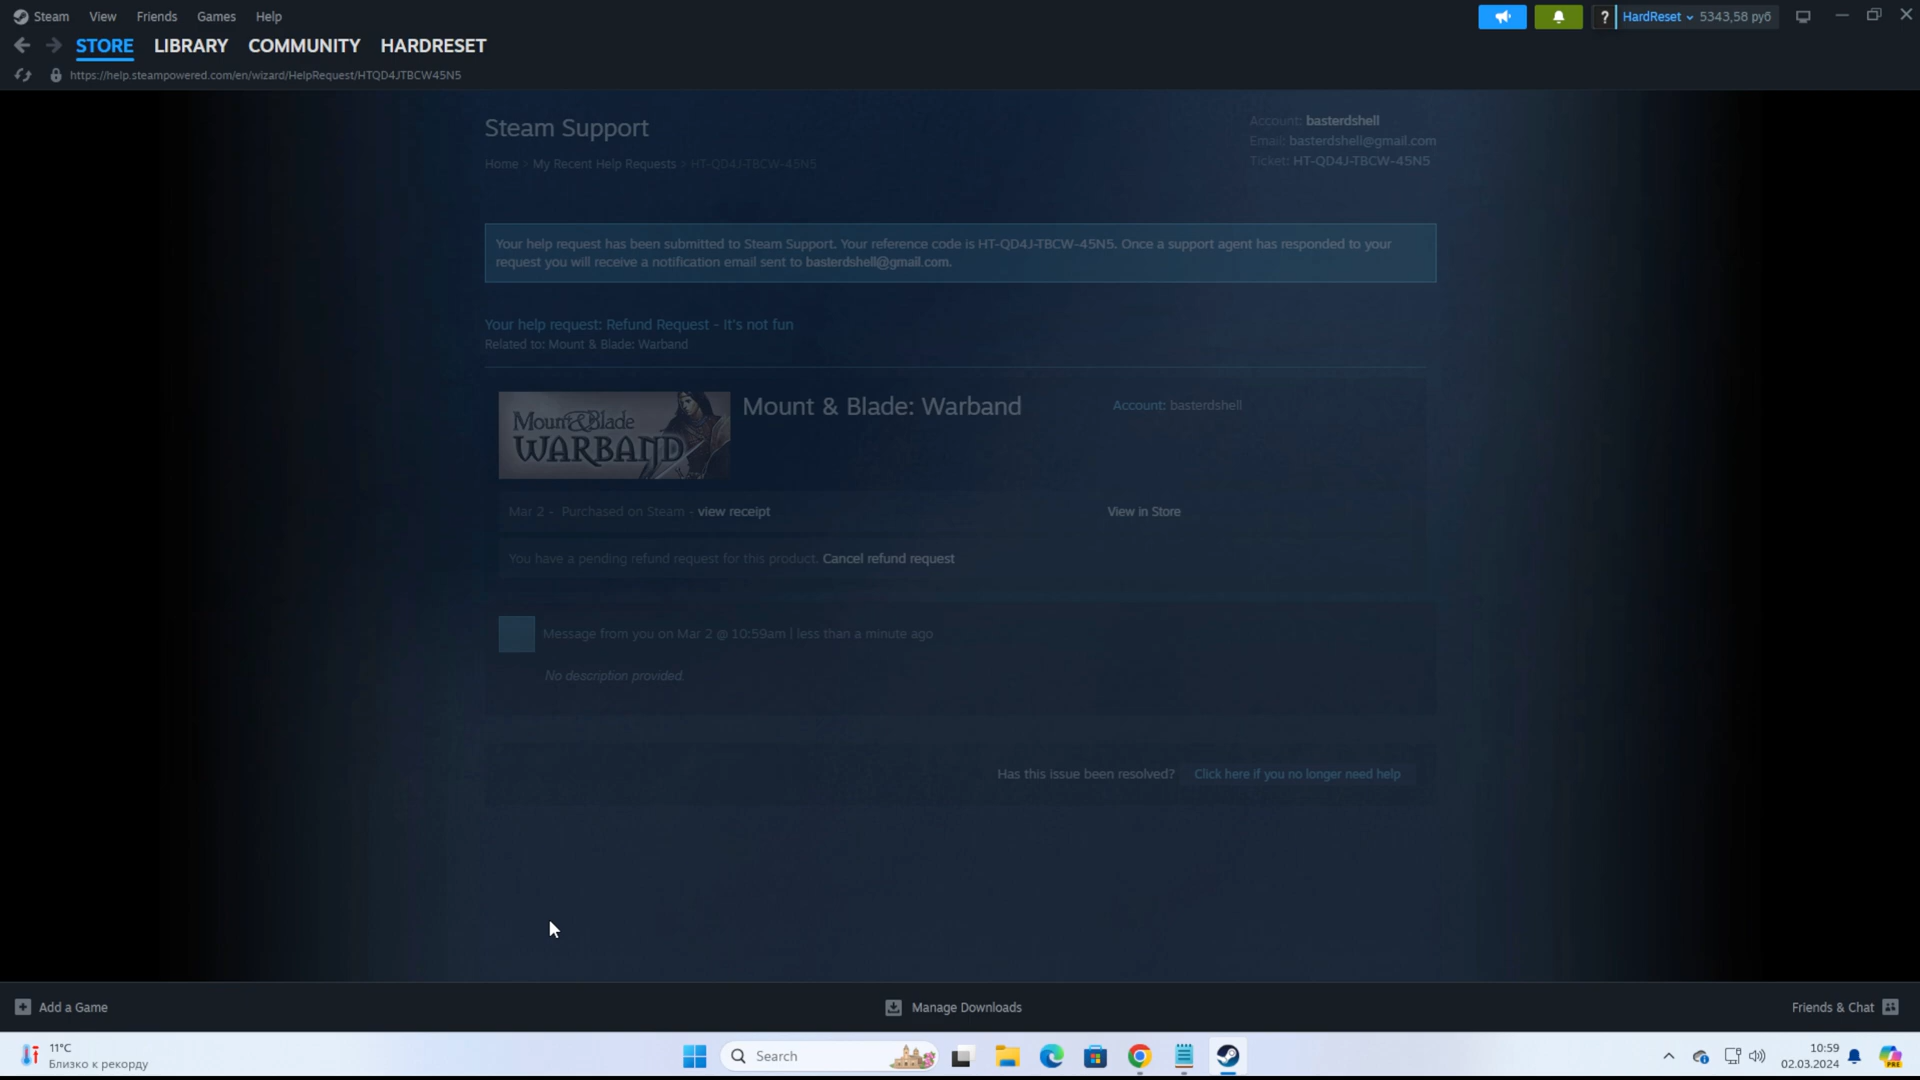 Steam View Friends Games Help
? HardReset 5343,58 руб
STORE LIBRARY COMMUNITY HARDRESET
https://help.steampowered.com/en/wizard/HelpRequest/HTQD4JTBCW45N5
Steam Support
Account: basterdshell
Email: basterdshell@gmail.com
Home > My Recent Help Requests > HT-QD4J-TBCW-45N5
Ticket: HT-QD4J-TBCW-45N5
Your help request has been submitted to Steam Support. Your reference code is HT-QD4J-TBCW-45N5. Once a support agent has responded to your
request you will receive a notification email sent to basterdshell@gmail.com.
Your help request: Refund Request - It's not fun
Related to: Mount & Blade: Warband
Mount&Blade
WARBAND
Mount & Blade: Warband
Account: basterdshell
Mar 2 - Purchased on Steam - view receipt
View in Store
You have a pending refund request for this product. Cancel refund request
Message from you on Mar 2 @ 10:59am | less than a minute ago
No description provided.
Has this issue been resolved? Click here if you no longer need help
Add a Game
Manage Downloads
Friends & Chat
11°C
Близко к рекорду
Search
10:59
02.03.2024
PRE